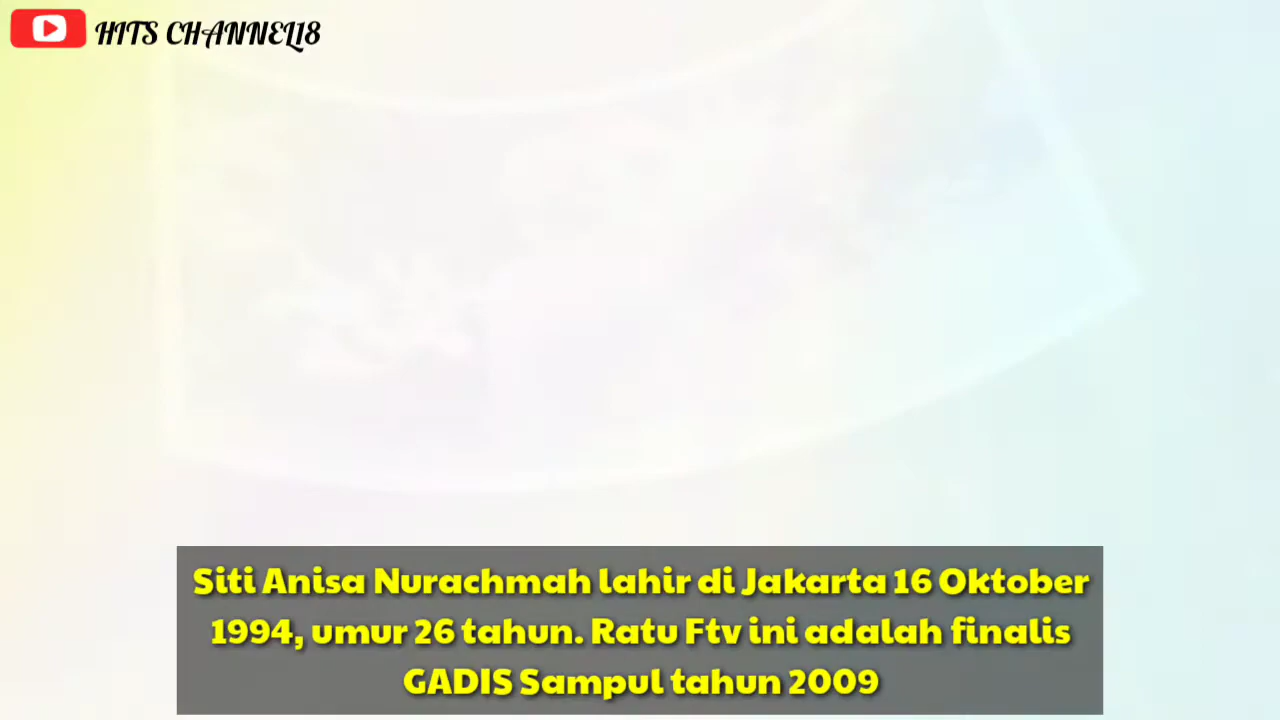 HITS CHANNEL18
Siti Anisa Nurachmah lahir di Jakarta 16 Oktober
1994, umur 26 tahun. Ratu Ftv ini adalah finalis
GADIS Sampul tahun 2009